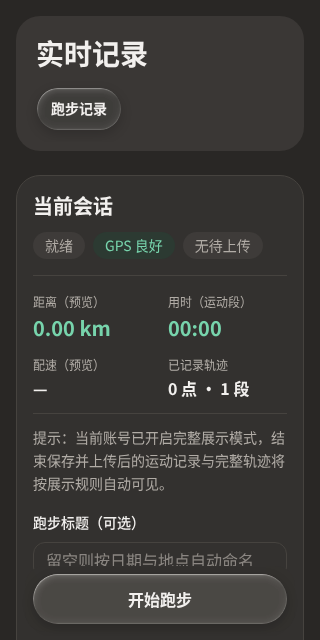 实时记录
跑步记录
当前会话
就绪 GPS 良好 无待上传
距离（预览） 用时（运动段）
0.00 km 00:00
配速（预览） 已记录轨迹
— 0 点 · 1 段
提示：当前账号已开启完整展示模式，结
束保存并上传后的运动记录与完整轨迹将
按展示规则自动可见。
跑步标题（可选）
留空则按日期与地点自动命名
开始跑步